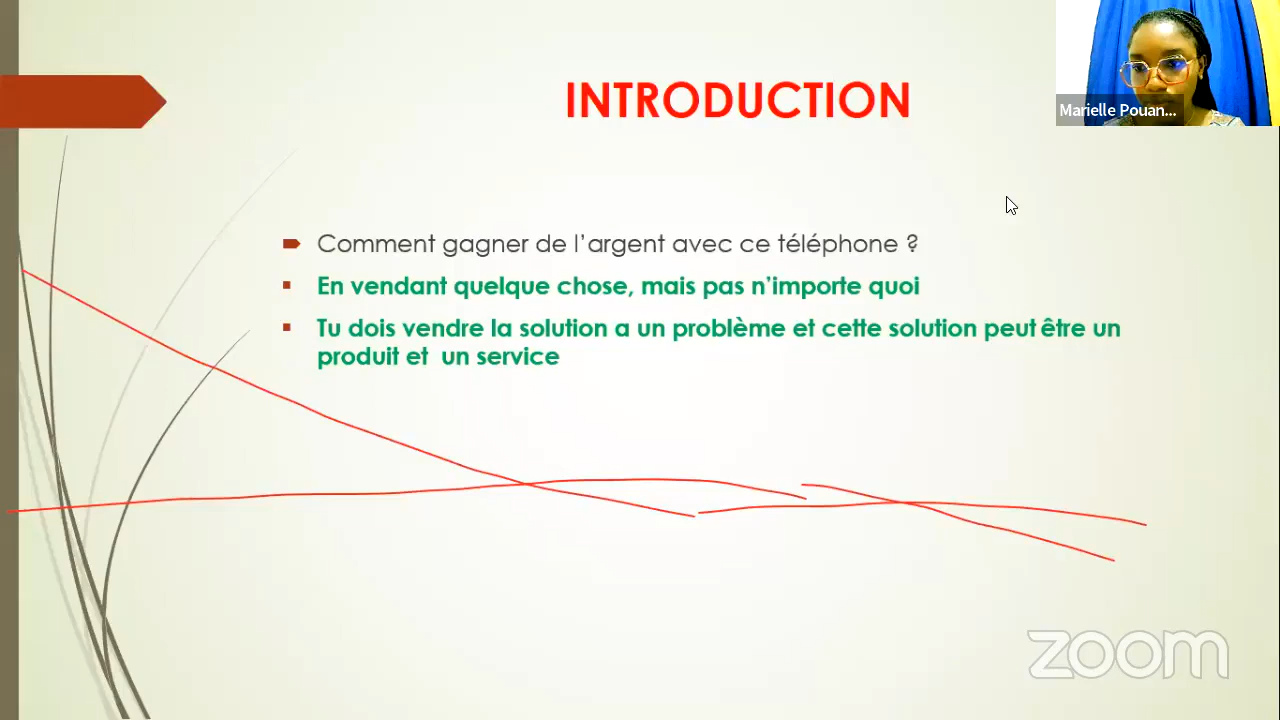 INTRODUCTION
Marielle Pouan...
Comment gagner de l’argent avec ce téléphone ?
En vendant quelque chose, mais pas n’importe quoi
Tu dois vendre la solution a un problème et cette solution peut être un
produit et un service
zoom